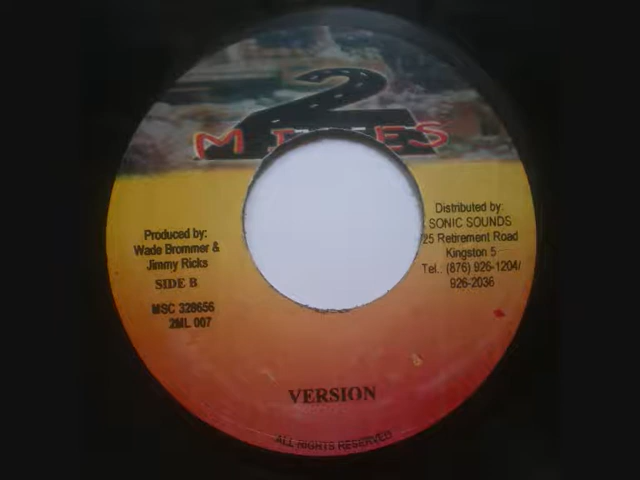 2
MILES
Produced by:
Wade Brommer &
Jimmy Ricks
SIDE B
MSC 328656
2ML 007
Distributed by:
SONIC SOUNDS
25 Retirement Road
Kingston 5
Tel.. (876) 926-1204/
926-2036
VERSION
ALL RIGHTS RESERVED